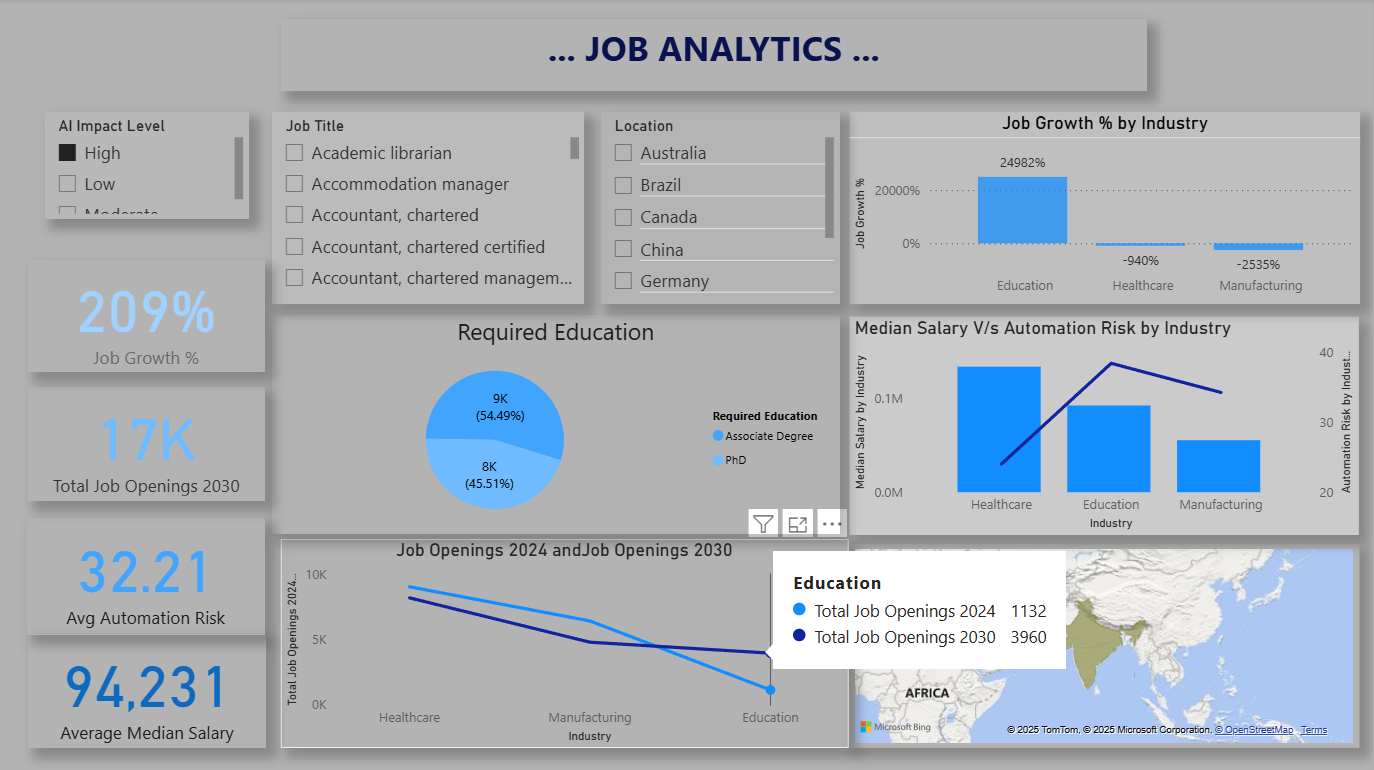 ... JOB ANALYTICS ...
AI Impact Level
High
Low
Moderate
Job Title
Academic librarian
Accommodation manager
Accountant, chartered
Accountant, chartered certified
Accountant, chartered managem...
Location
Australia
Brazil
Canada
China
Germany
Job Growth % by Industry
Job Growth %
20000%
0%
24982%
-940%
-2535%
Education
Healthcare
Manufacturing
209%
Job Growth %
17K
Total Job Openings 2030
32.21
Avg Automation Risk
94,231
Average Median Salary
Required Education
9K
(54.49%)
8K
(45.51%)
Required Education
Associate Degree
PhD
Median Salary V/s Automation Risk by Industry
Median Salary by Industry
0.1M
0.0M
40
30
20
Automation Risk by Indust...
Healthcare
Education
Manufacturing
Industry
Job Openings 2024 andJob Openings 2030
Total Job Openings 2024...
10K
5K
0K
Healthcare
Manufacturing
Education
Industry
Education
Total Job Openings 2024 1132
Total Job Openings 2030 3960
AFRICA
Microsoft Bing
© 2025 TomTom, © 2025 Microsoft Corporation, © OpenStreetMap Terms